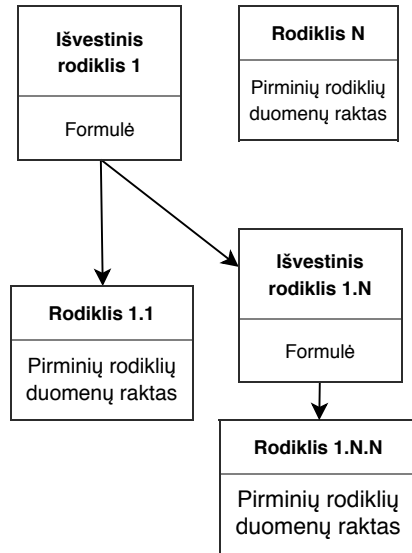 Išvestinis
rodiklis 1
Formulė
Rodiklis N
Pirminių rodiklių
duomenų raktas
Išvestinis
rodiklis 1.N
Formulė
Rodiklis 1.1
Pirminių rodiklių
duomenų raktas
Rodiklis 1.N.N
Pirminių rodiklių
duomenų raktas